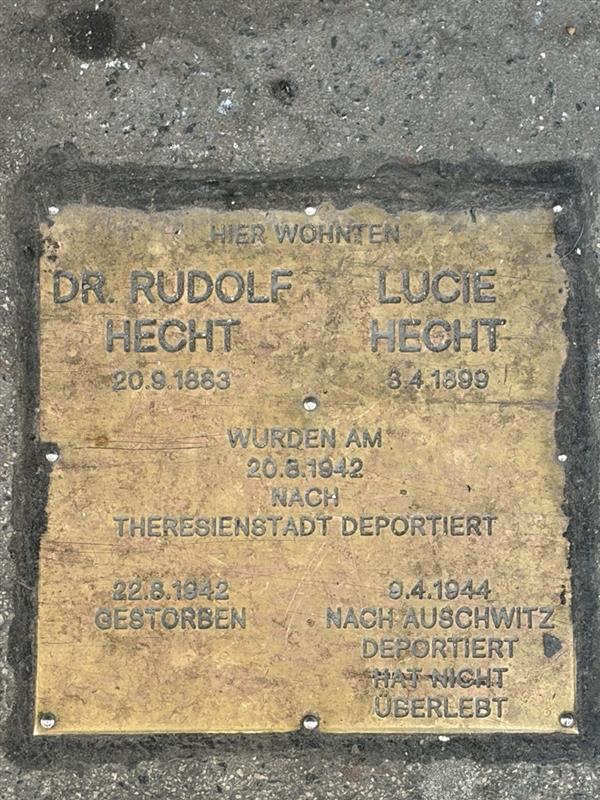 HIER WOHNTEN
DR. RUDOLF LUCIE
HECHT HECHT
20.9.1883 3.4.1899
WURDEN AM
20.8.1942
NACH
THERESIENSTADT DEPORTIERT
22.8.1942 9.4.1944
GESTORBEN NACH AUSCHWITZ
DEPORTIERT
HAT NICHT
ÜBERLEBT